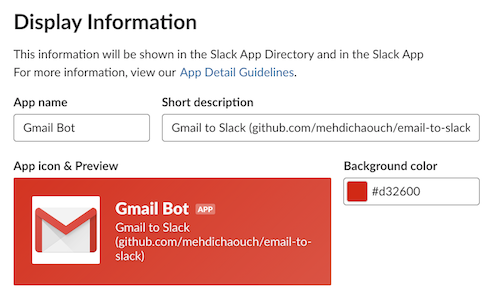 Display Information
This information will be shown in the Slack App Directory and in the Slack App
For more information, view our App Detail Guidelines.
App name
Short description
Gmail Bot
Gmail to Slack (github.com/mehdichaouch/email-to-slack
App icon & Preview
Background color
Gmail Bot APP
Gmail to Slack
(github.com/mehdichaouch/email-to-
slack)
#d32600